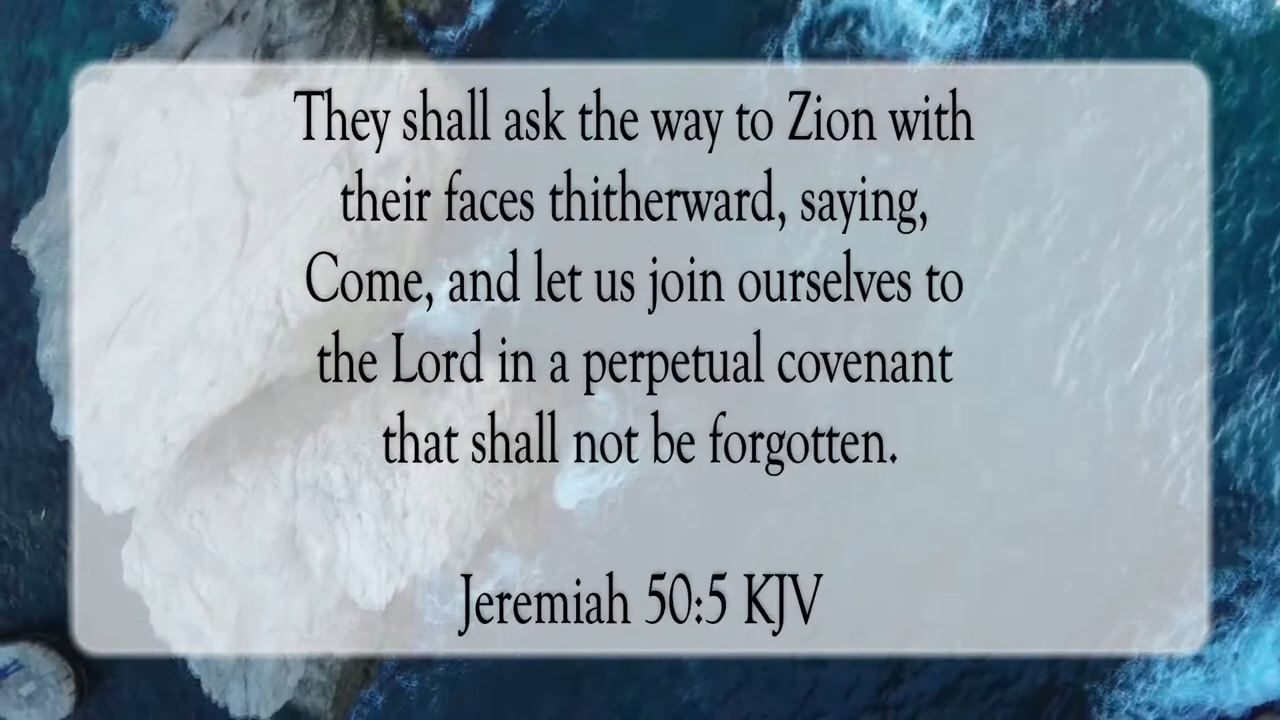 They shall ask the way to Zion with
their faces thitherward, saying,
Come, and let us join ourselves to
the Lord in a perpetual covenant
that shall not be forgotten.
Jeremiah 50:5 KJV